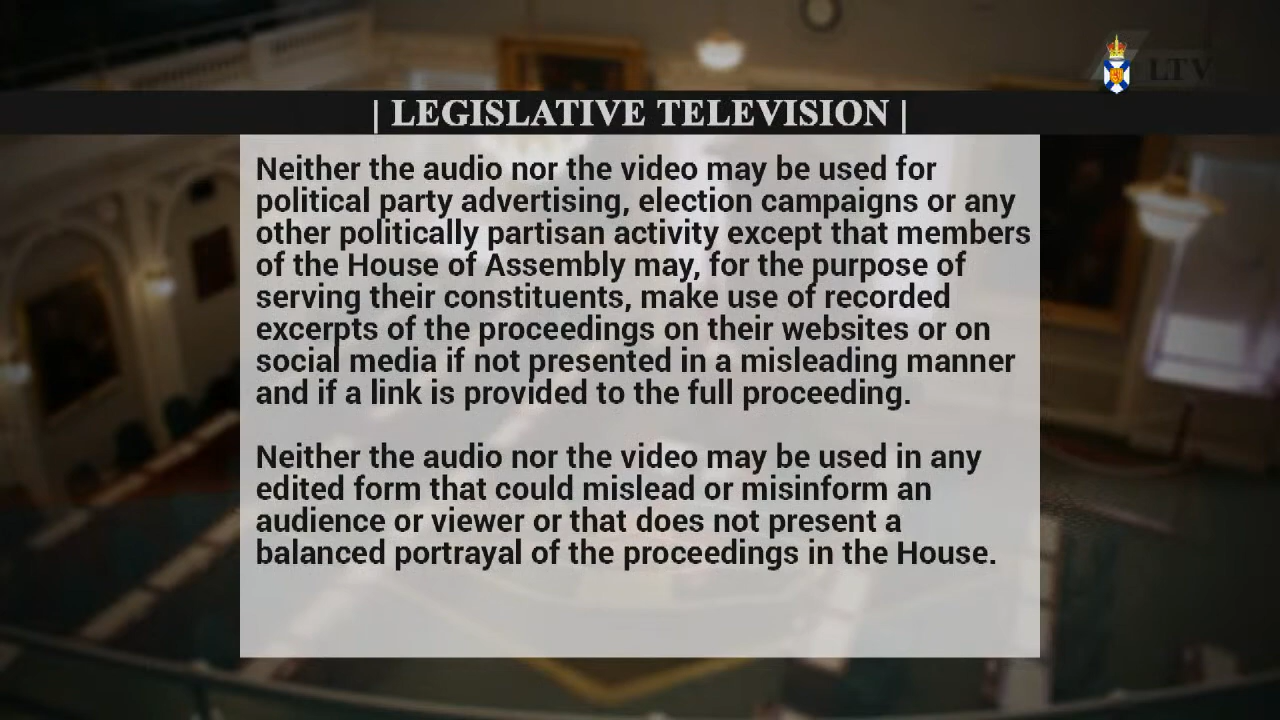 LTV
| LEGISLATIVE TELEVISION |
Neither the audio nor the video may be used for
political party advertising, election campaigns or any
other politically partisan activity except that members
of the House of Assembly may, for the purpose of
serving their constituents, make use of recorded
excerpts of the proceedings on their websites or on
social media if not presented in a misleading manner
and if a link is provided to the full proceeding.
Neither the audio nor the video may be used in any
edited form that could mislead or misinform an
audience or viewer or that does not present a
balanced portrayal of the proceedings in the House.